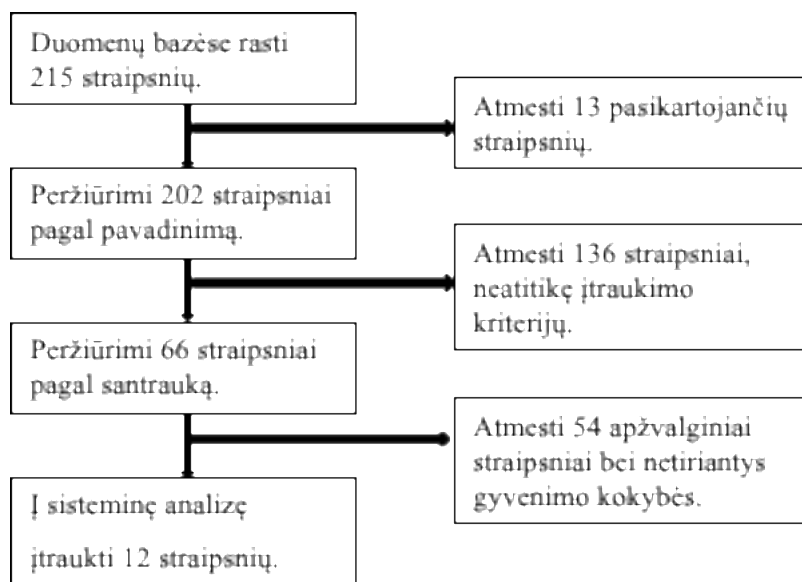 Duomenų bazėse rasti
215 straipsnių.
Atmesti 13 pasikartojančių
straipsnių.
Peržiūrimi 202 straipsniai
pagal pavadinimą.
Atmesti 136 straipsniai,
neatitikę įtraukimo
kriterijų.
Peržiūrimi 66 straipsniai
pagal santrauką.
Atmesti 54 apžvalginiai
straipsniai bei netiriantys
gyvenimo kokybės.
Į sisteminę analizę
įtraukti 12 straipsnių.